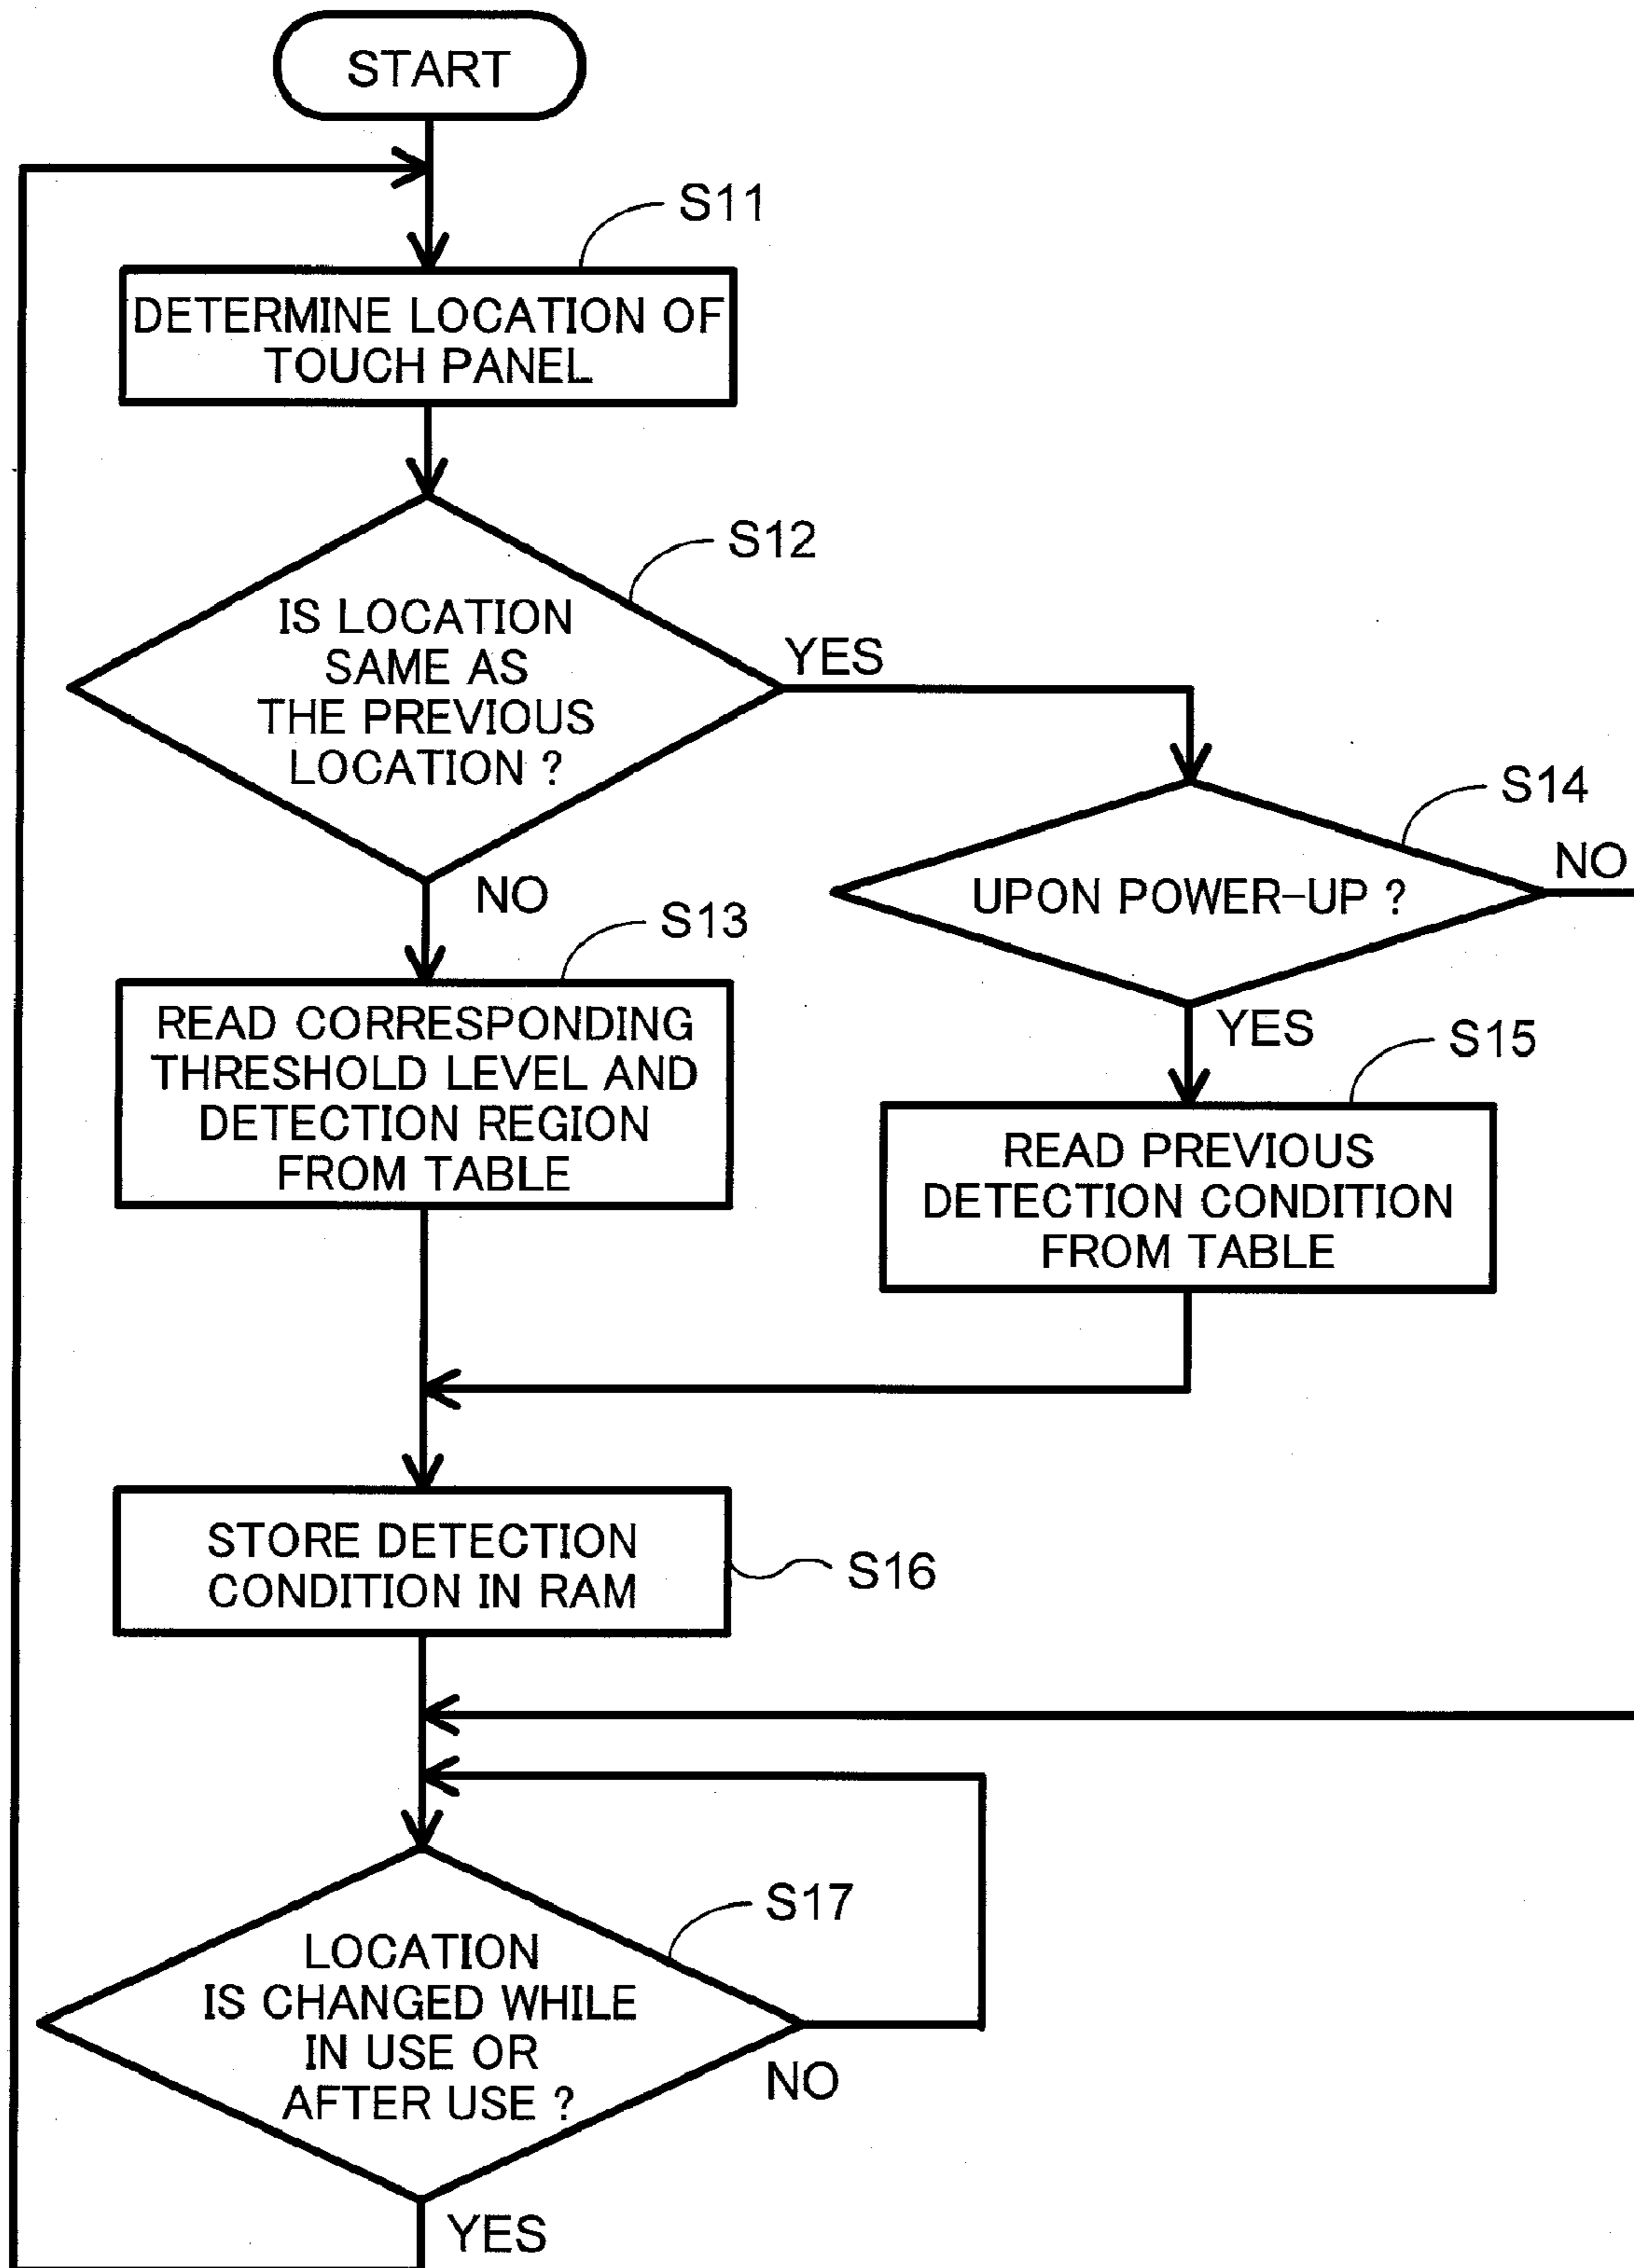 START
S11
DETERMINE LOCATION OF
TOUCH PANEL
S12
IS LOCATION
SAME AS
THE PREVIOUS
LOCATION ?
YES
S14
NO
UPON POWER-UP ?
NO
S13
YES
S15
READ CORRESPONDING
THRESHOLD LEVEL AND
DETECTION REGION
FROM TABLE
READ PREVIOUS
DETECTION CONDITION
FROM TABLE
STORE DETECTION
CONDITION IN RAM
S16
S17
LOCATION
IS CHANGED WHILE
IN USE OR
AFTER USE ?
NO
YES